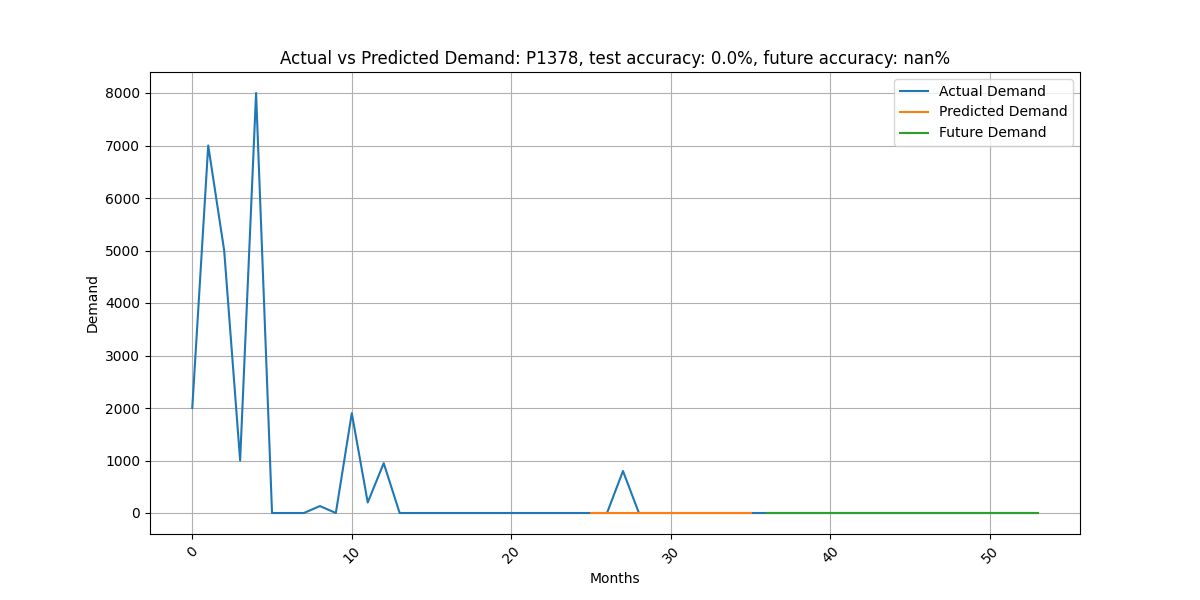 Actual vs Predicted Demand: P1378, test accuracy: 0.0%, future accuracy: nan%
Actual Demand
Predicted Demand
Future Demand
8000
7000
6000
5000
4000
3000
2000
1000
0
Demand
0
10
20
30
40
50
Months